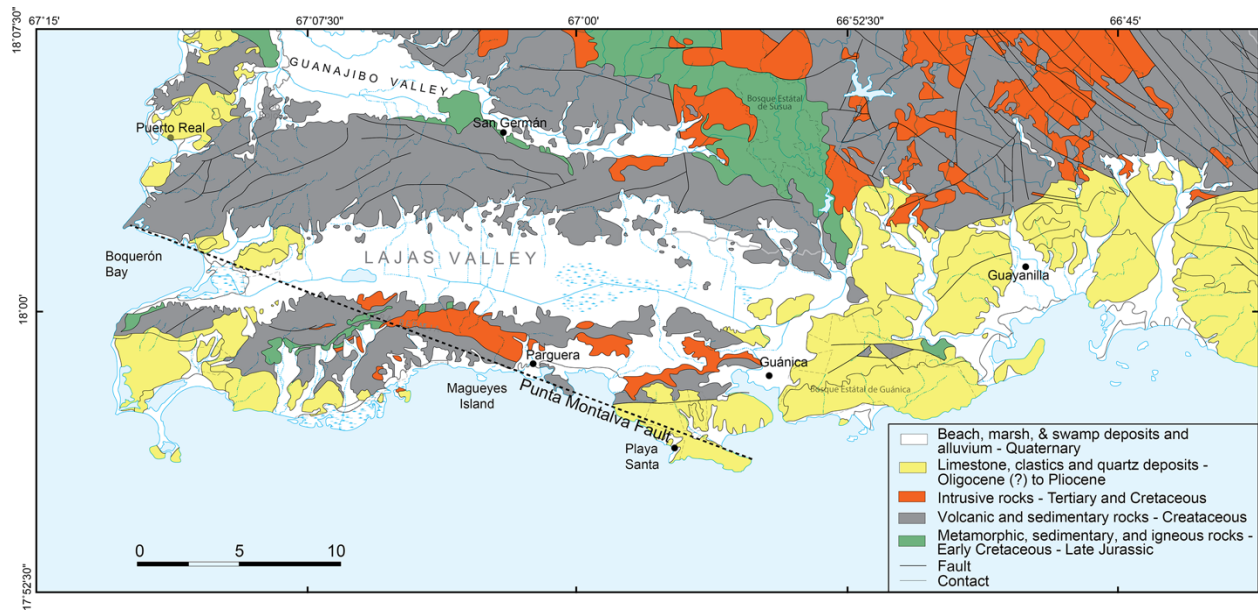 67°15'
67°07'30"
67°00'
66°52'30"
66°45'
18°07'30"
GUANAJIBO VALLEY
Bosque Estátal
de Susua
Puerto Real
San Germán
Boquerón
Bay
LAJAS VALLEY
Guayanilla
18°00'
Parguera
Guánica
Magueyes
Island
Punta Montalva Fault
Bosque Estátal de Guánica
Playa
Santa
Beach, marsh, & swamp deposits and
alluvium - Quaternary
Limestone, clastics and quartz deposits -
Oligocene (?) to Pliocene
Intrusive rocks - Tertiary and Cretaceous
Volcanic and sedimentary rocks - Creataceous
Metamorphic, sedimentary, and igneous rocks -
Early Cretaceous - Late Jurassic
Fault
Contact
0 5 10
17°52'30"